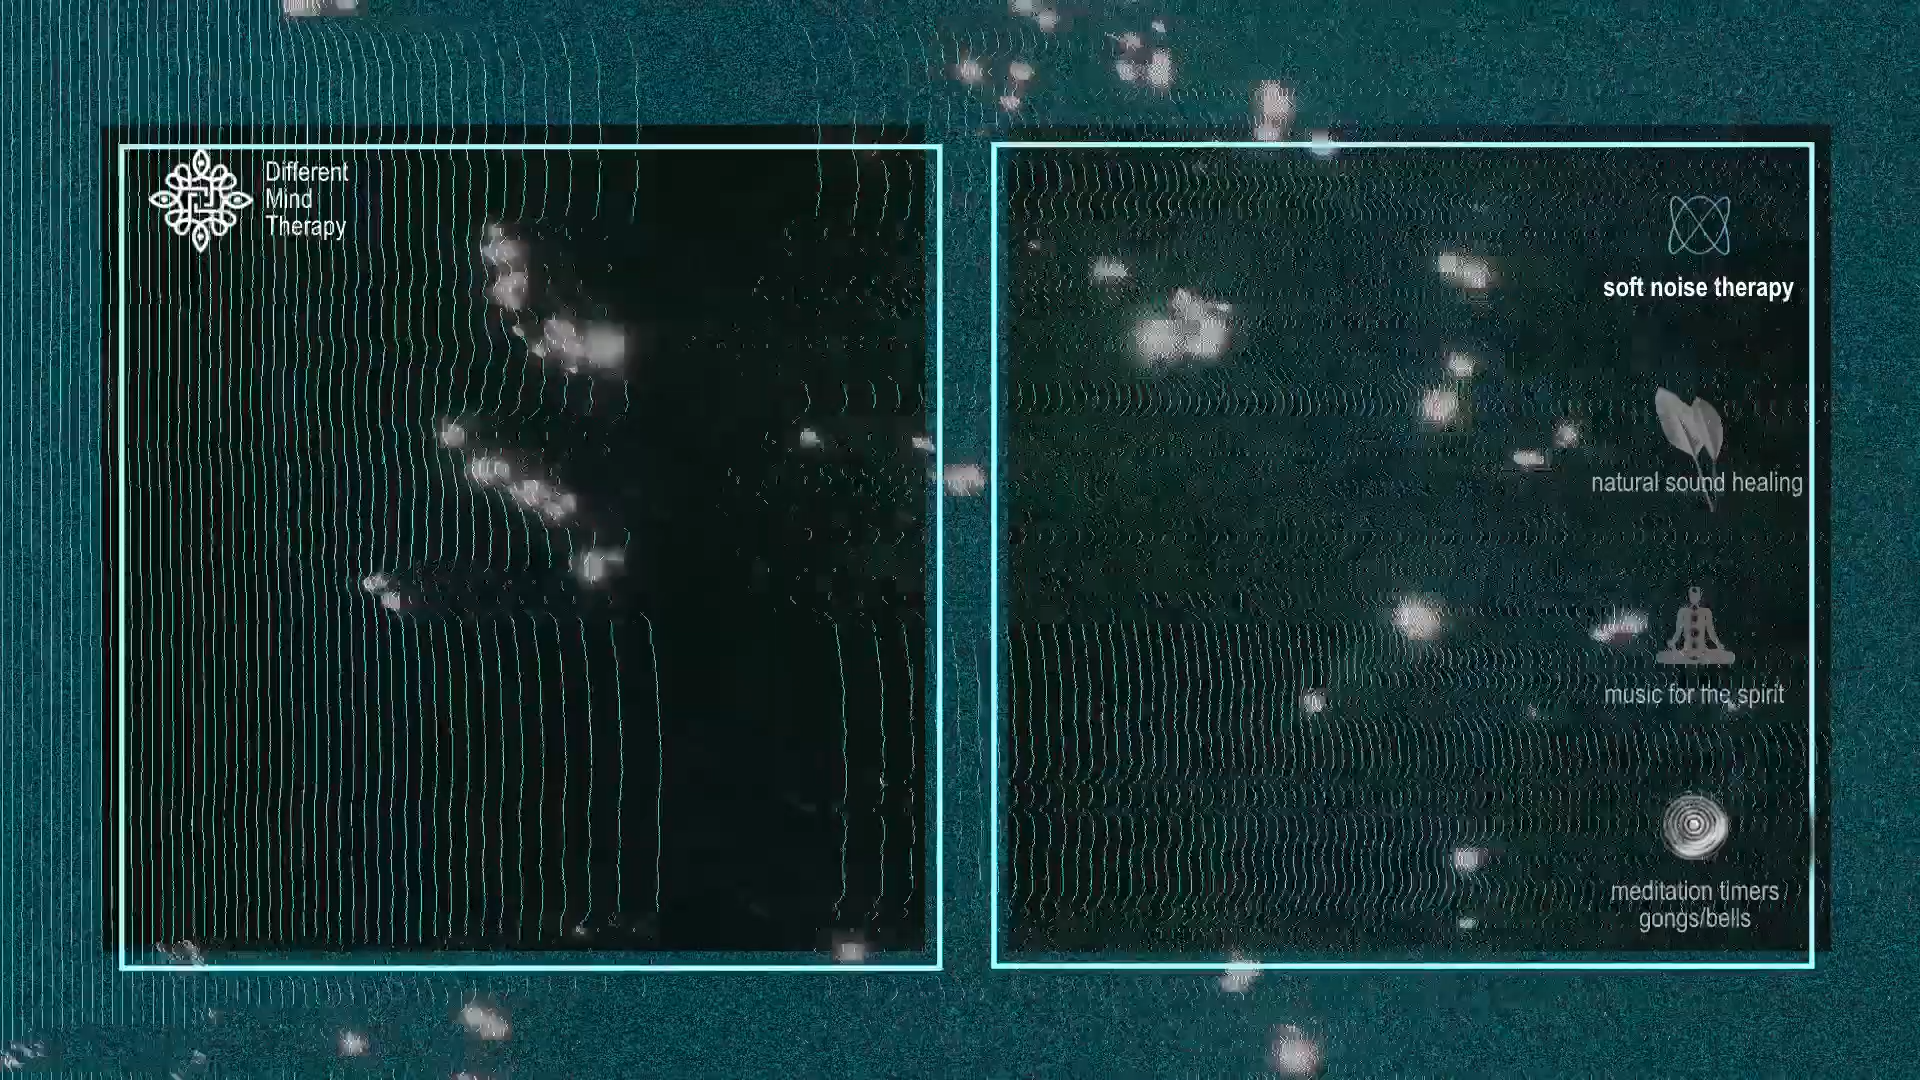 Different
Mind
Therapy
soft noise therapy
natural sound healing
music for the spirit
meditation timers
gongs/bells